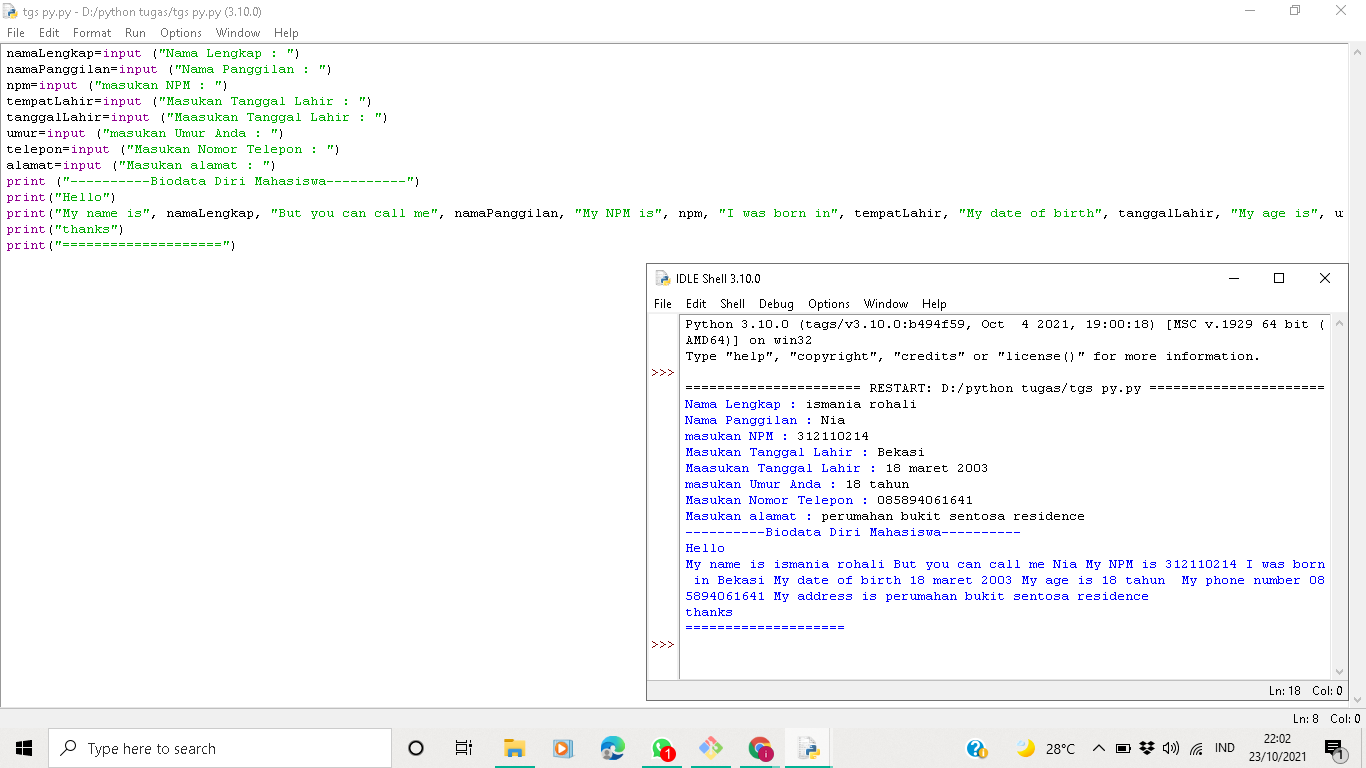 tgs py.py - D:/python tugas/tgs py.py (3.10.0)
File Edit Format Run Options Window Help
namaLengkap=input ("Nama Lengkap : ")
namaPanggilan=input ("Nama Panggilan : ")
npm=input ("masukan NPM : ")
tempatLahir=input ("Masukan Tanggal Lahir : ")
tanggalLahir=input ("Maasukan Tanggal Lahir : ")
umur=input ("masukan Umur Anda : ")
telepon=input ("Masukan Nomor Telepon : ")
alamat=input ("Masukan alamat : ")
print ("----------Biodata Diri Mahasiswa----------")
print("Hello")
print("My name is", namaLengkap, "But you can call me", namaPanggilan, "My NPM is", npm, "I was born in", tempatLahir, "My date of birth", tanggalLahir, "My age is", u
print("thanks")
print("====================")
IDLE Shell 3.10.0
File Edit Shell Debug Options Window Help
Python 3.10.0 (tags/v3.10.0:b494f59, Oct  4 2021, 19:00:18) [MSC v.1929 64 bit (
AMD64)] on win32
Type "help", "copyright", "credits" or "license()" for more information.
>>>
====================== RESTART: D:/python tugas/tgs py.py ======================
Nama Lengkap : ismania rohali
Nama Panggilan : Nia
masukan NPM : 312110214
Masukan Tanggal Lahir : Bekasi
Maasukan Tanggal Lahir : 18 maret 2003
masukan Umur Anda : 18 tahun
Masukan Nomor Telepon : 085894061641
Masukan alamat : perumahan bukit sentosa residence
----------Biodata Diri Mahasiswa----------
Hello
My name is ismania rohali But you can call me Nia My NPM is 312110214 I was born
 in Bekasi My date of birth 18 maret 2003 My age is 18 tahun  My phone number 08
5894061641 My address is perumahan bukit sentosa residence
thanks
====================
>>>
Ln: 18 Col: 0
Ln: 8 Col: 0
Type here to search
1
i
28°C
IND
22:02
23/10/2021
1